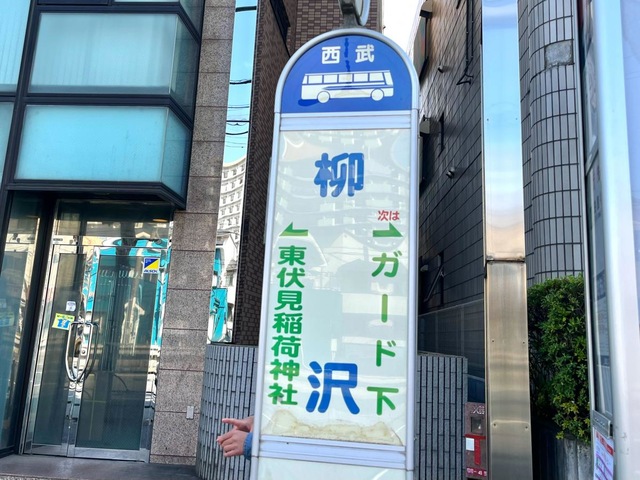 西武
柳沢
次は
ガード下
東伏見稲荷神社